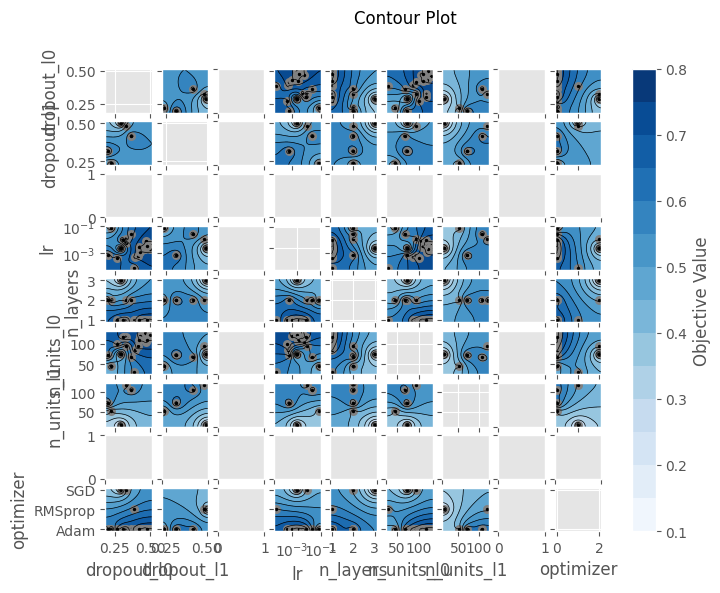 Contour Plot
dropout_l0
0.50
0.25
dropout_l1
0.50
0.25
1
0
lr
10⁻¹
10⁻³
n_layers
3
2
1
n_units_l0
100
50
n_units_l1
100
50
1
0
optimizer
SGD
RMSprop
Adam
0.25 0.50 0.25 0.50 0 1 10⁻³ 10⁻¹ 1 2 3 50 100 50 100 0 1 0 2
dropout_l0 dropout_l1 lr n_layers n_units_l0 n_units_l1 optimizer
0.8
0.7
0.6
0.5
0.4
0.3
0.2
0.1
Objective Value